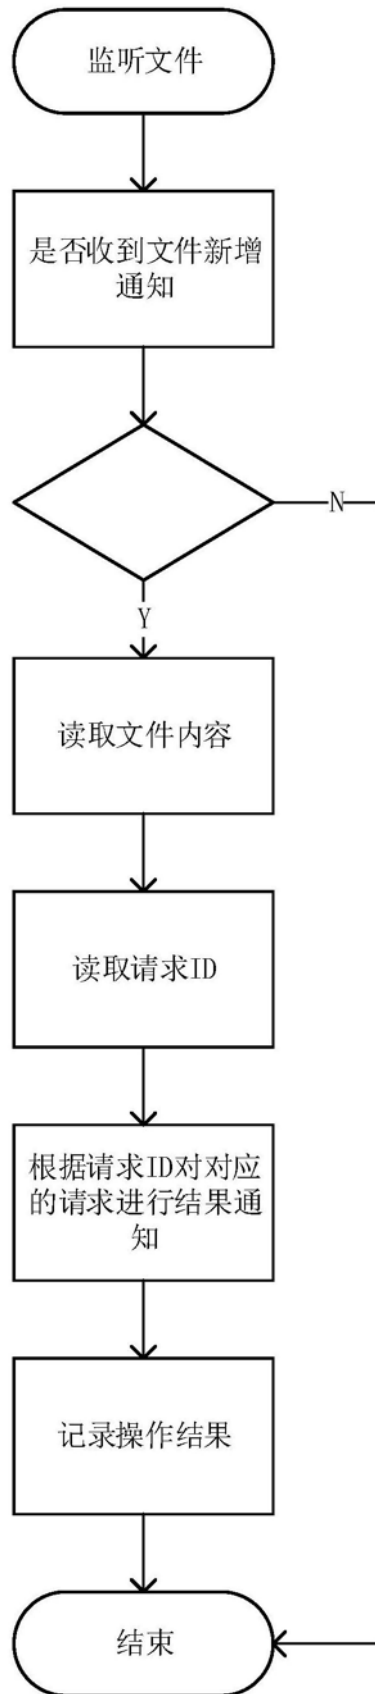 监听文件
是否收到文件新增
通知
N
Y
读取文件内容
读取请求ID
根据请求ID对对应
的请求进行结果通
知
记录操作结果
结束